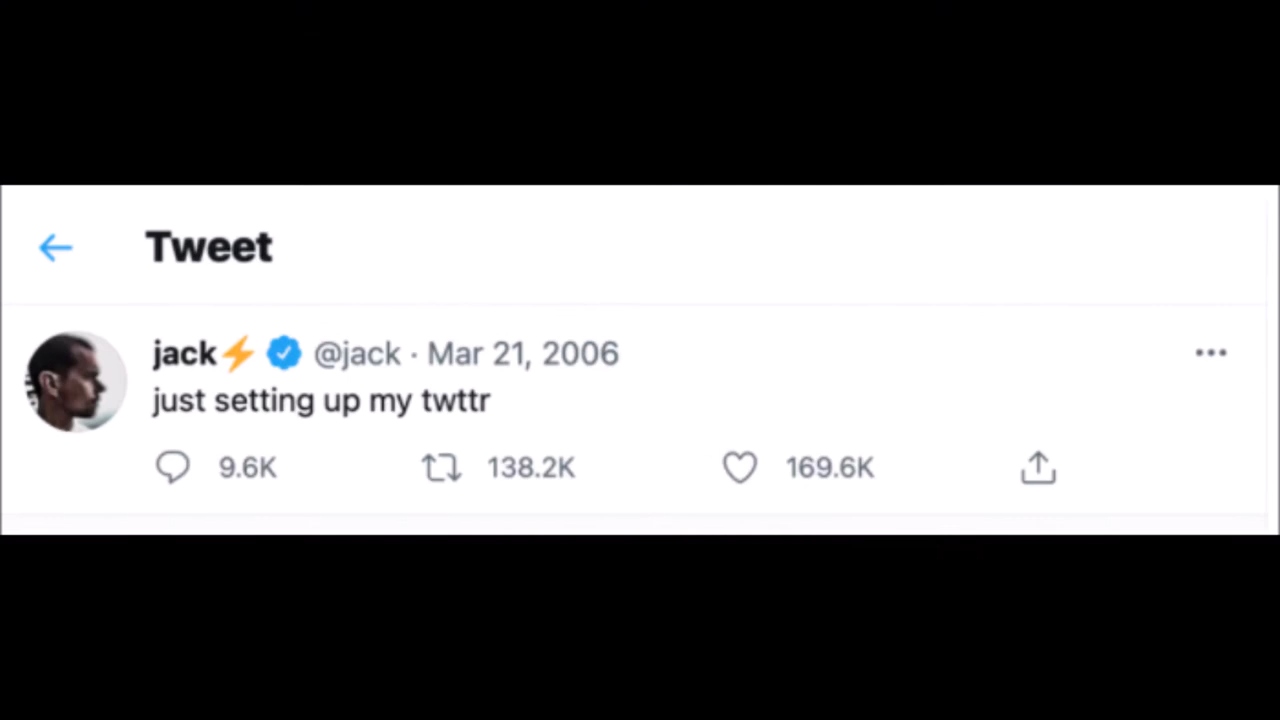 Tweet
jack⚡ @jack · Mar 21, 2006
just setting up my twttr
9.6K 138.2K 169.6K